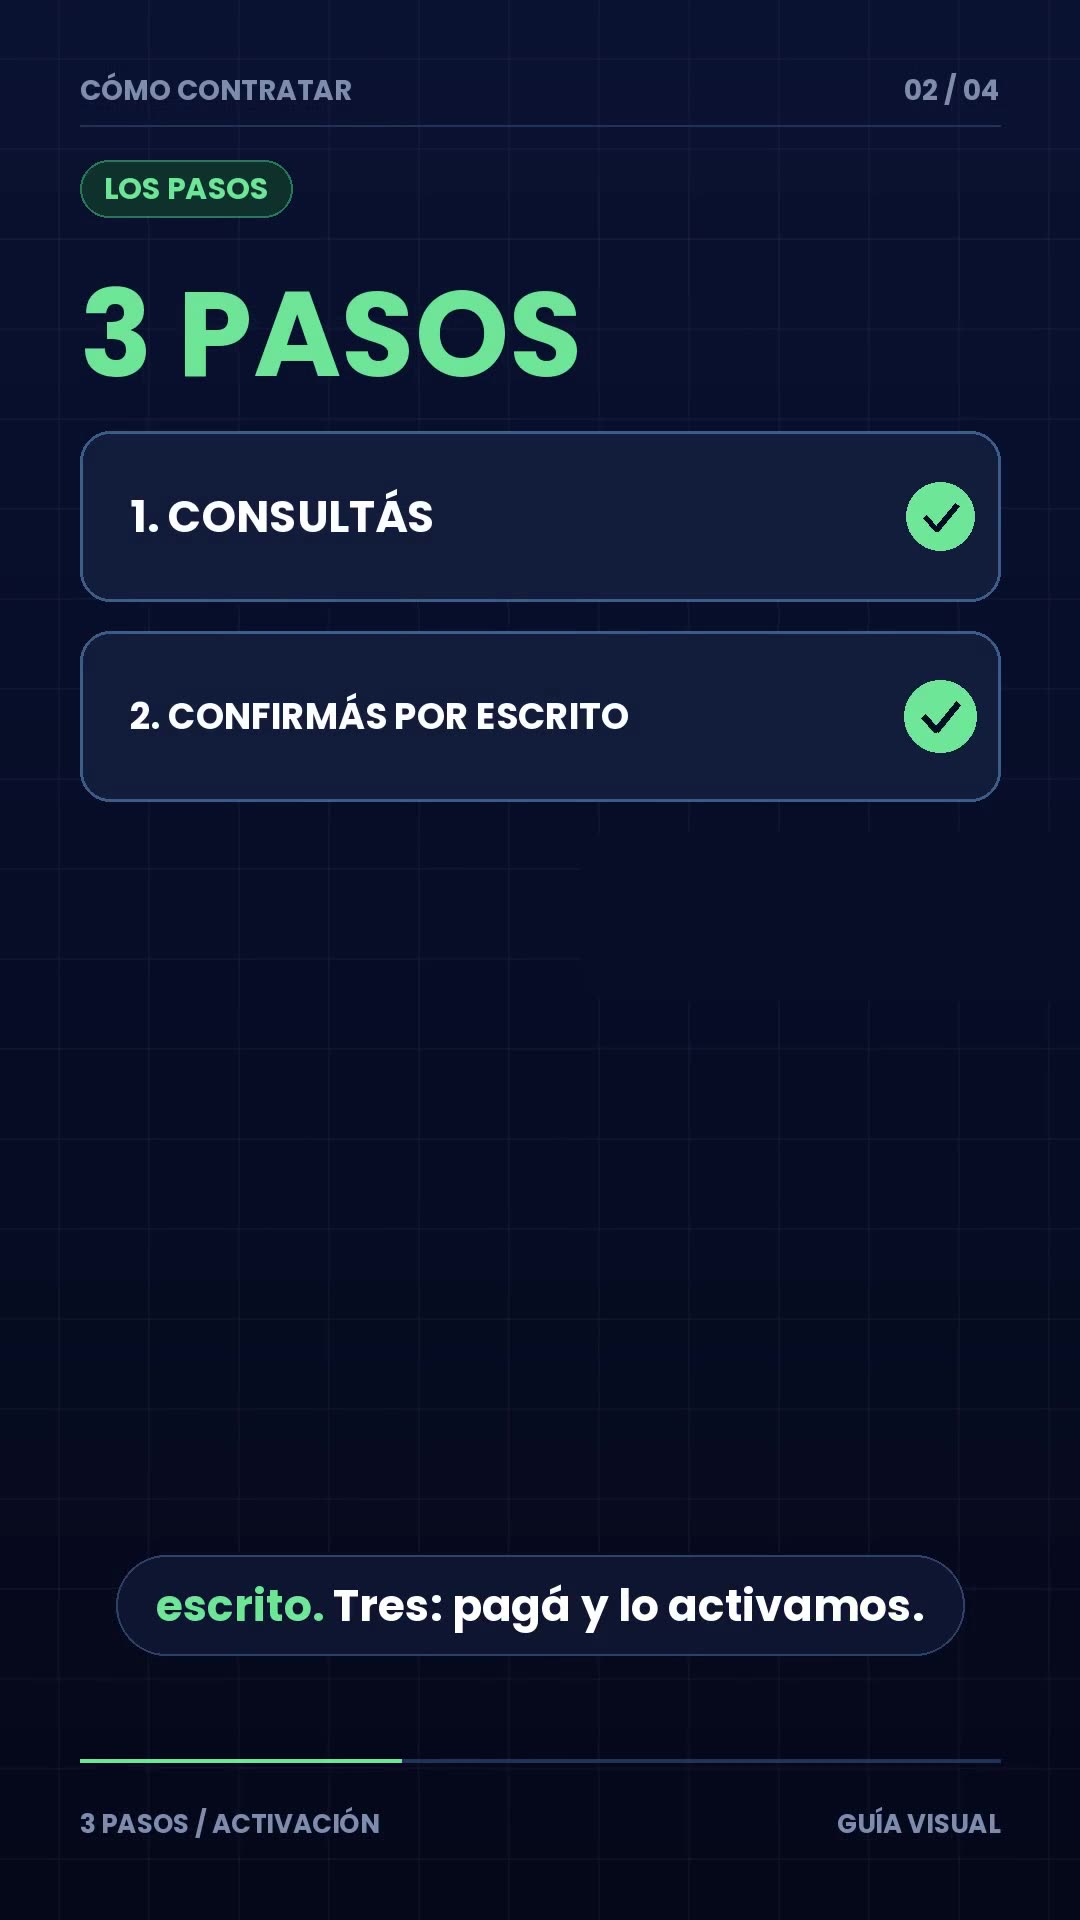 CÓMO CONTRATAR
02 / 04
LOS PASOS
3 PASOS
1. CONSULTÁS
2. CONFIRMÁS POR ESCRITO
escrito. Tres: pagá y lo activamos.
3 PASOS / ACTIVACIÓN
GUÍA VISUAL